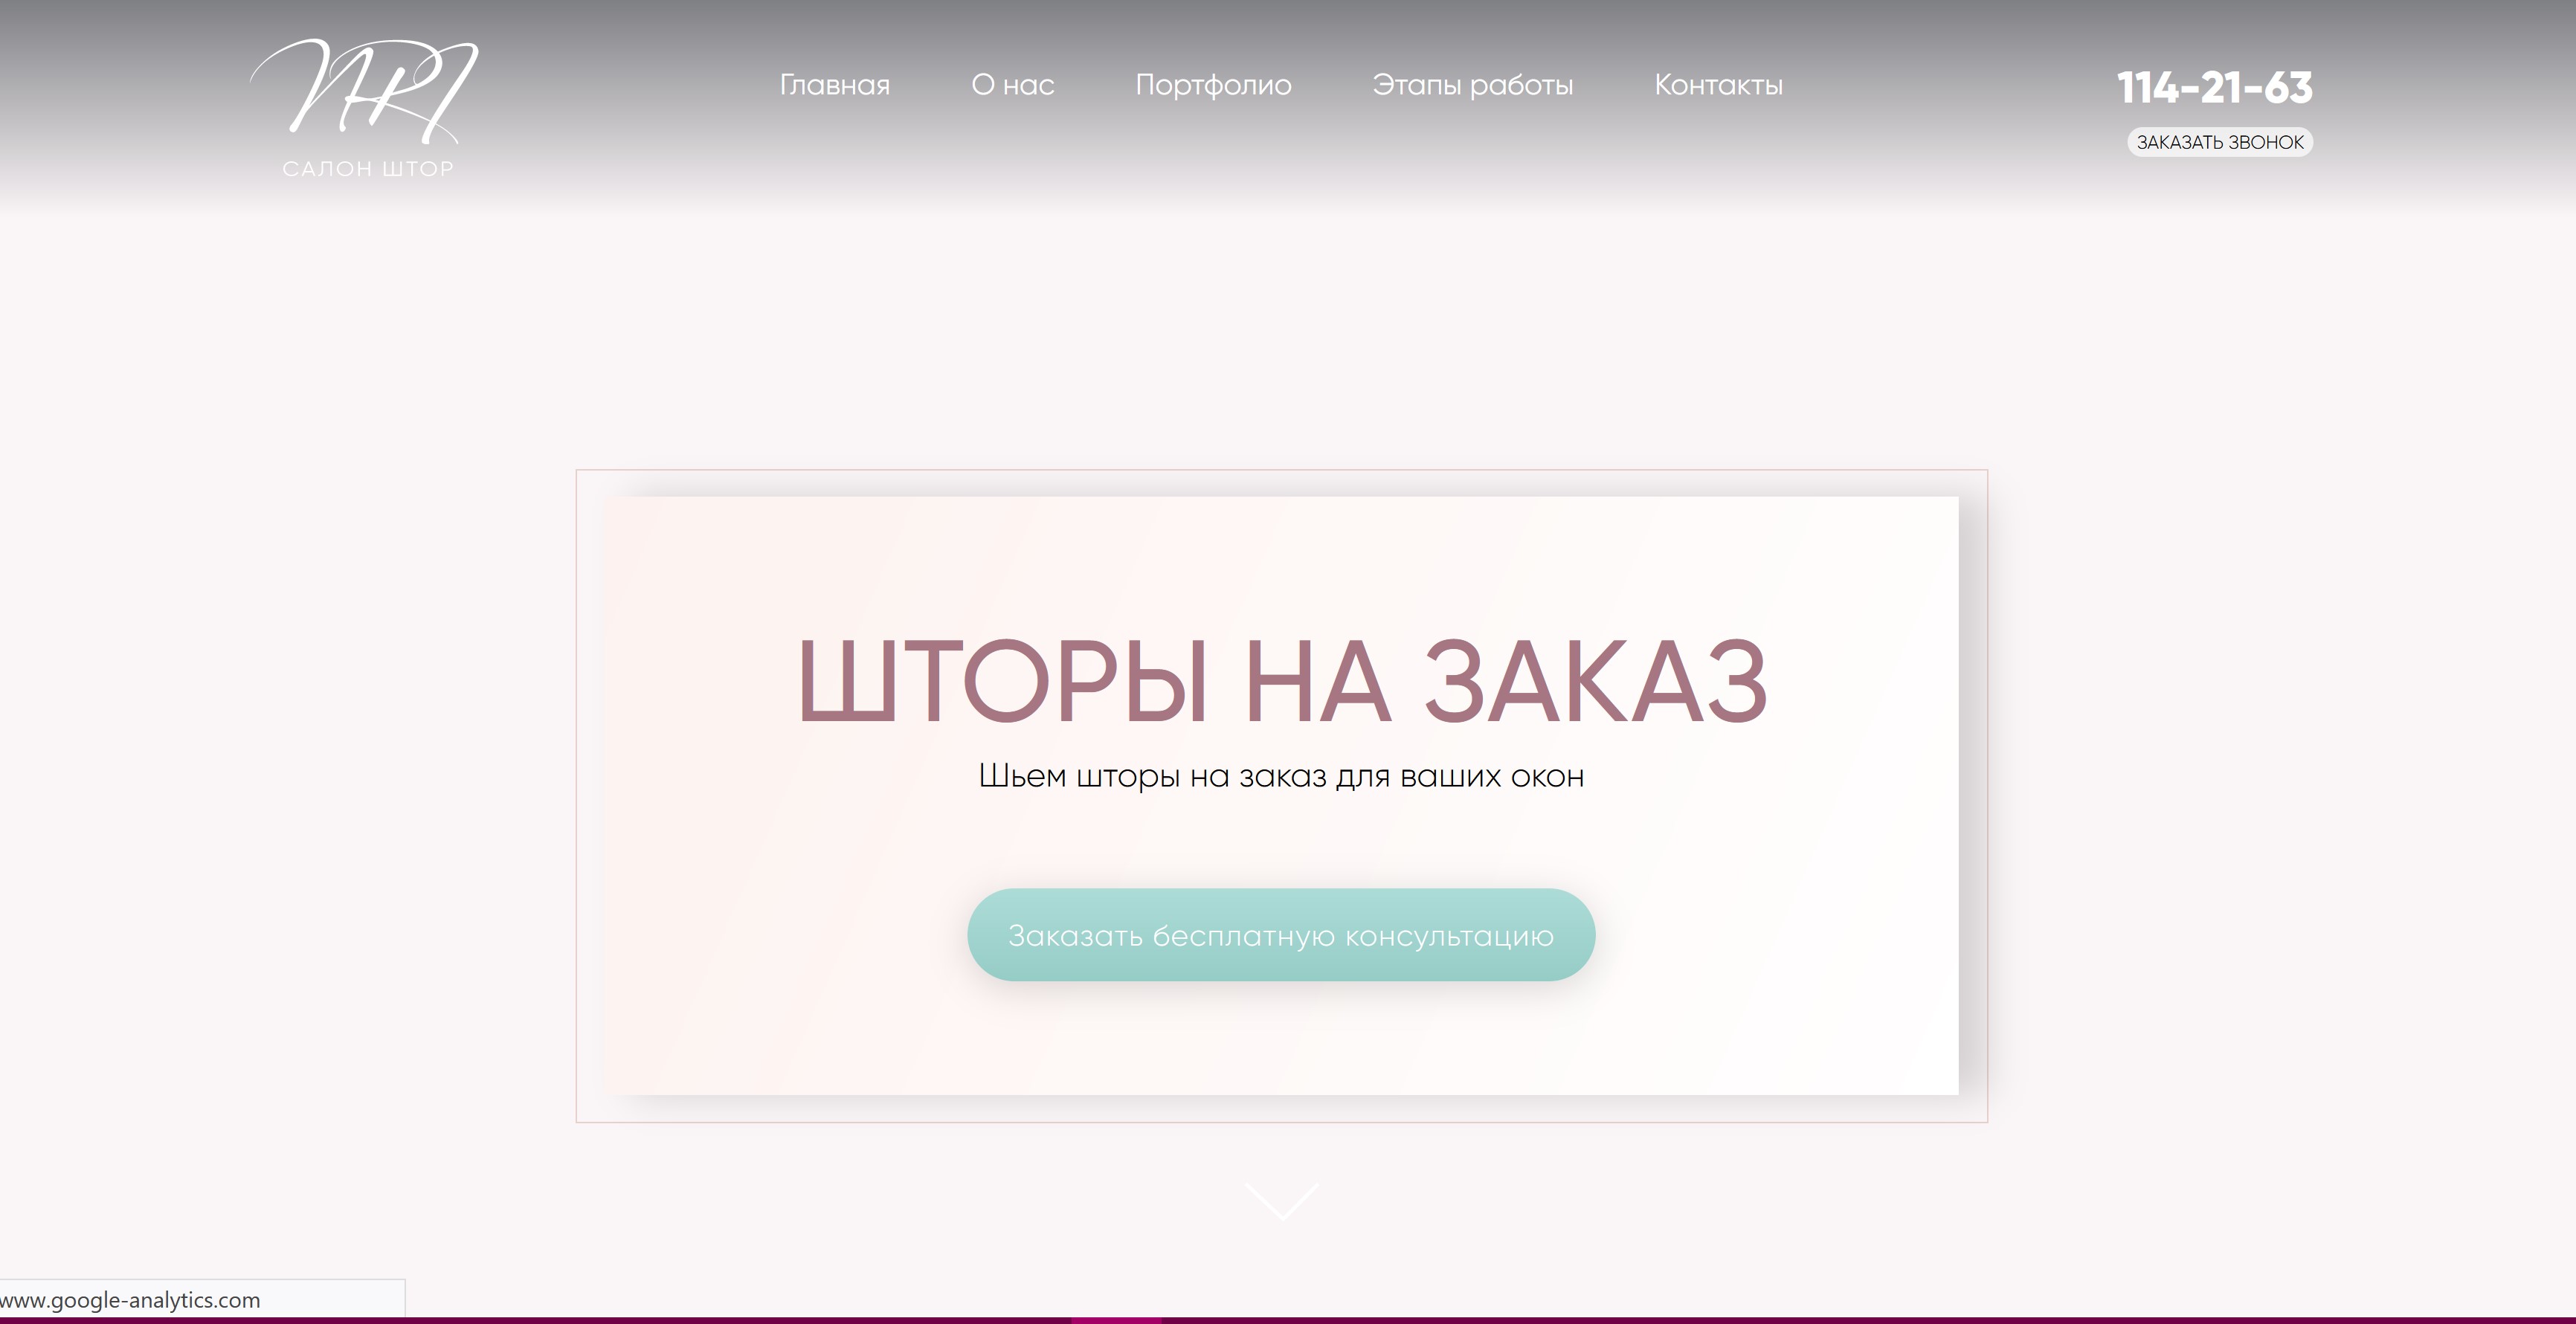 САЛОН ШТОР
Главная О нас Портфолио Этапы работы Контакты
114-21-63
ЗАКАЗАТЬ ЗВОНОК
ШТОРЫ НА ЗАКАЗ
Шьем шторы на заказ для ваших окон
Заказать бесплатную консультацию
www.google-analytics.com